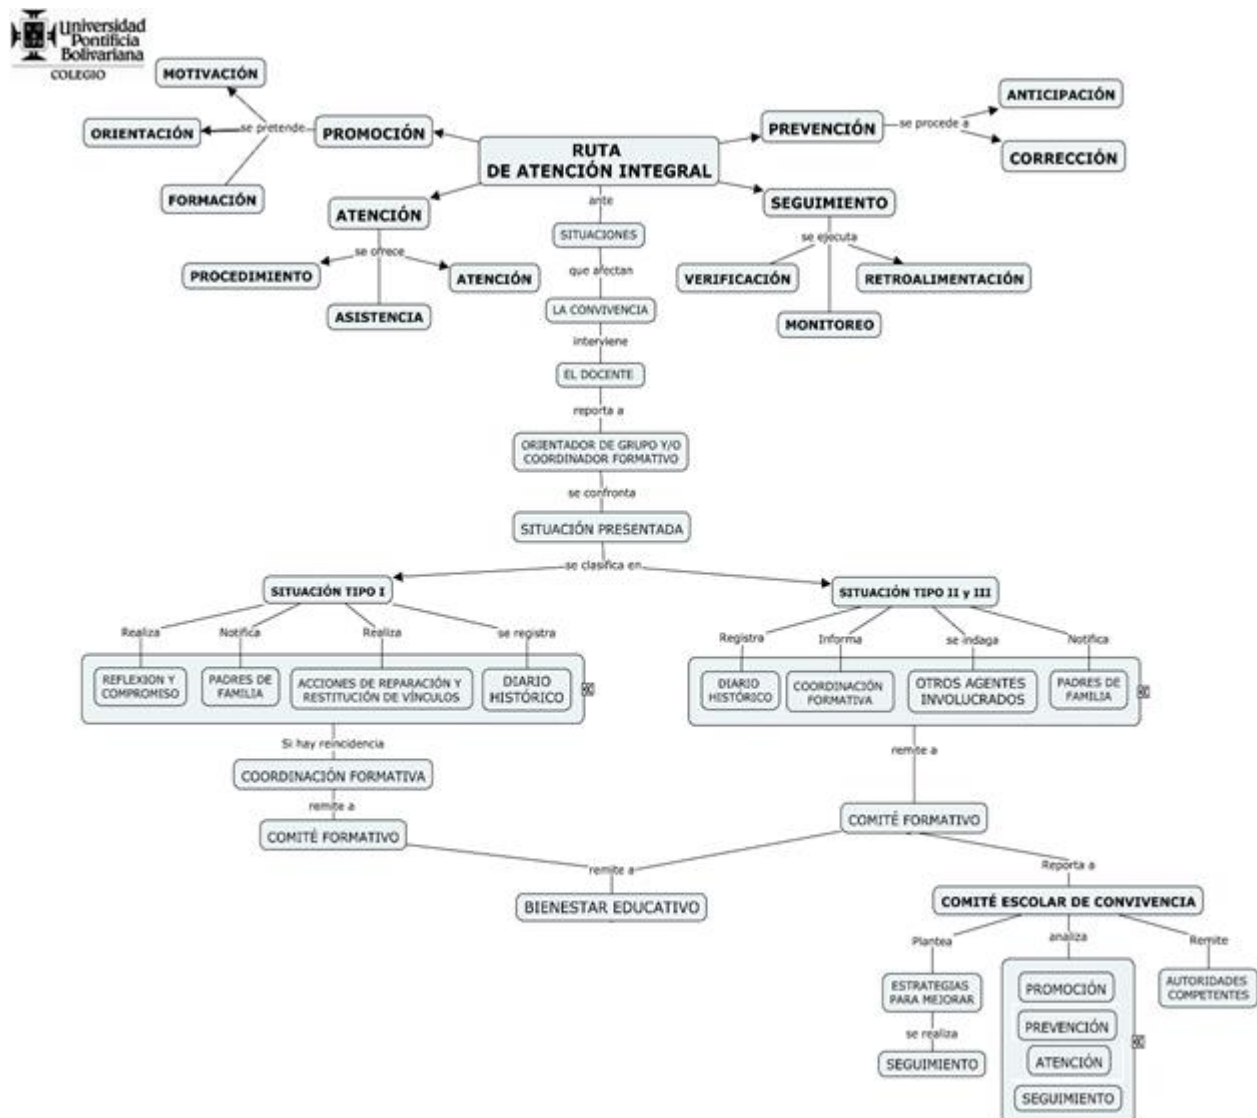 Universidad
Pontificia
Bolivariana
COLEGIO
MOTIVACIÓN
ORIENTACIÓN
se pretende
PROMOCIÓN
FORMACIÓN
RUTA
DE ATENCIÓN INTEGRAL
PREVENCIÓN
se procede a
ANTICIPACIÓN
CORRECCIÓN
ATENCIÓN
se ofrece
PROCEDIMIENTO
ATENCIÓN
ASISTENCIA
SEGUIMIENTO
se ejecuta
VERIFICACIÓN
RETROALIMENTACIÓN
MONITOREO
ante
SITUACIONES
que afectan
LA CONVIVENCIA
interviene
EL DOCENTE
reporta a
ORIENTADOR DE GRUPO Y/O
COORDINADOR FORMATIVO
se confronta
SITUACIÓN PRESENTADA
se clasifica en
SITUACIÓN TIPO I
Realiza
Notifica
Realiza
se registra
REFLEXION Y
COMPROMISO
PADRES DE
FAMILIA
ACCIONES DE REPARACIÓN Y
RESTITUCIÓN DE VÍNCULOS
DIARIO
HISTÓRICO
Si hay reincidencia
COORDINACIÓN FORMATIVA
remite a
COMITÉ FORMATIVO
SITUACIÓN TIPO II y III
Registra
Informa
se indaga
Notifica
DIARIO
HISTÓRICO
COORDINACIÓN
FORMATIVA
OTROS AGENTES
INVOLUCRADOS
PADRES DE
FAMILIA
remite a
COMITÉ FORMATIVO
remite a
BIENESTAR EDUCATIVO
Reporta a
COMITÉ ESCOLAR DE CONVIVENCIA
Plantea
analiza
Remite
ESTRATEGIAS
PARA MEJORAR
se realiza
SEGUIMIENTO
PROMOCIÓN
PREVENCIÓN
ATENCIÓN
SEGUIMIENTO
AUTORIDADES
COMPETENTES